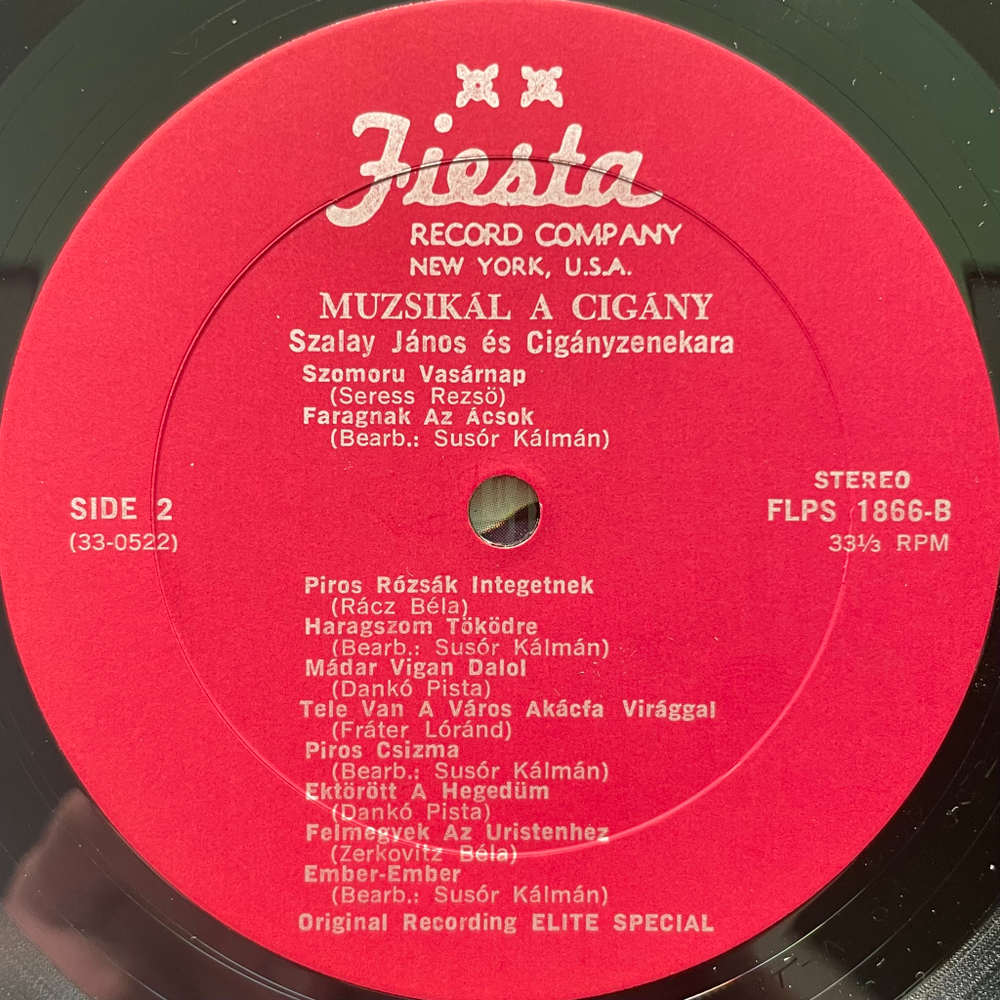 Fiesta
RECORD COMPANY
NEW YORK, U.S.A.
MUZSIKÁL A CIGÁNY
Szalay János és Cigányzenekara
Szomoru Vasárnap
(Seress Rezsö)
Faragnak Az Ácsok
(Bearb.: Susór Kálmán)
SIDE 2
(33-0522)
STEREO
FLPS 1866-B
33⅓ RPM
Piros Rózsák Integetnek
(Rácz Béla)
Haragszom Töködre
(Bearb.: Susór Kálmán)
Mádar Vigan Dalol
(Dankó Pista)
Tele Van A Város Akácfa Virággal
(Fráter Lóránd)
Piros Csizma
(Bearb.: Susór Kálmán)
Ektörött A Hegedüm
(Dankó Pista)
Felmegyek Az Uristenhez
(Zerkovitz Béla)
Ember-Ember
(Bearb.: Susór Kálmán)
Original Recording ELITE SPECIAL